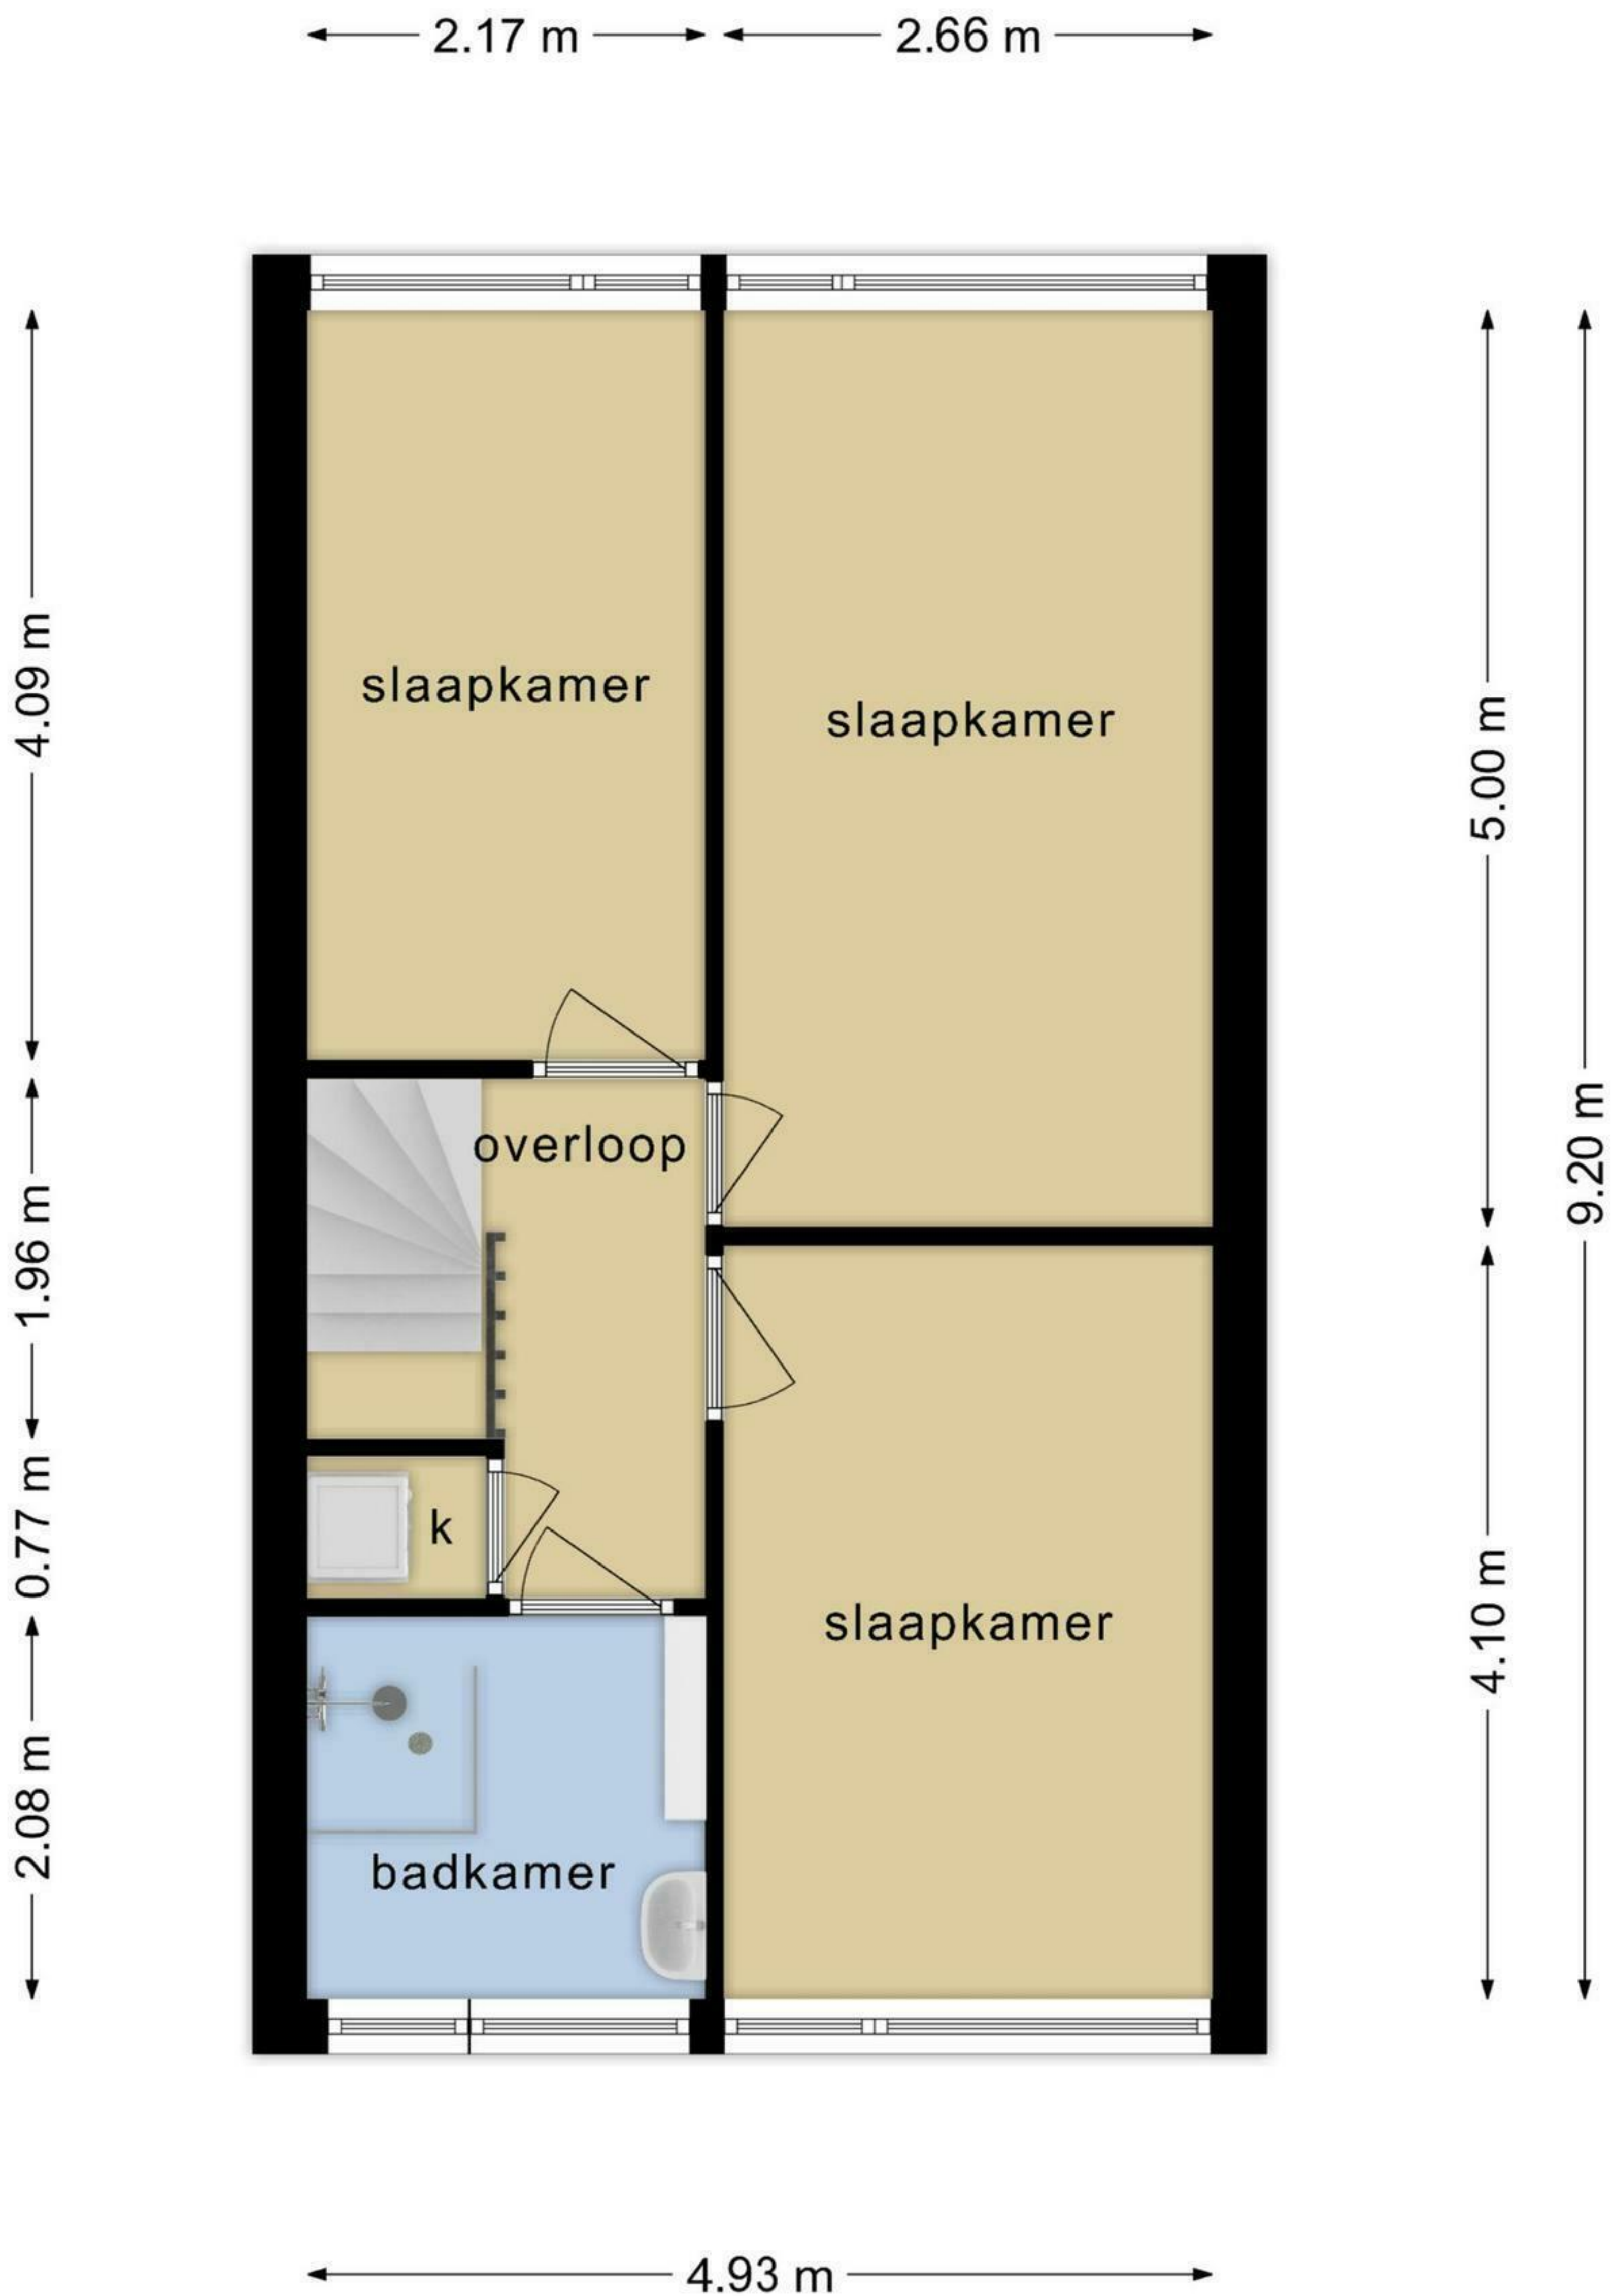 2.17 m
2.66 m
4.09 m
slaapkamer
slaapkamer
5.00 m
9.20 m
overloop
1.96 m
0.77 m
k
slaapkamer
4.10 m
2.08 m
badkamer
4.93 m